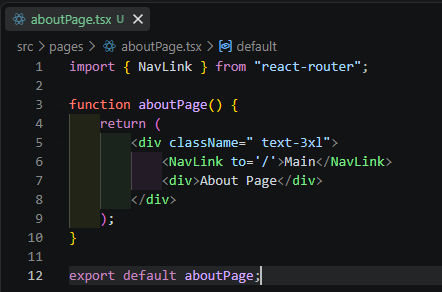 aboutPage.tsx U
src > pages > aboutPage.tsx > default
1 import { NavLink } from "react-router";
2
3 function aboutPage() {
4     return (
5         <div className=" text-3xl">
6             <NavLink to='/'>Main</NavLink>
7             <div>About Page</div>
8         </div>
9     );
10 }
11
12 export default aboutPage;